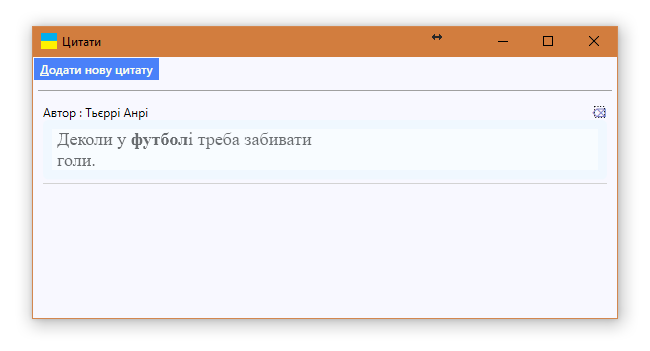 Цитати
Додати нову цитату
Автор : Тьєррі Анрі
Деколи у футболі треба забивати
голи.